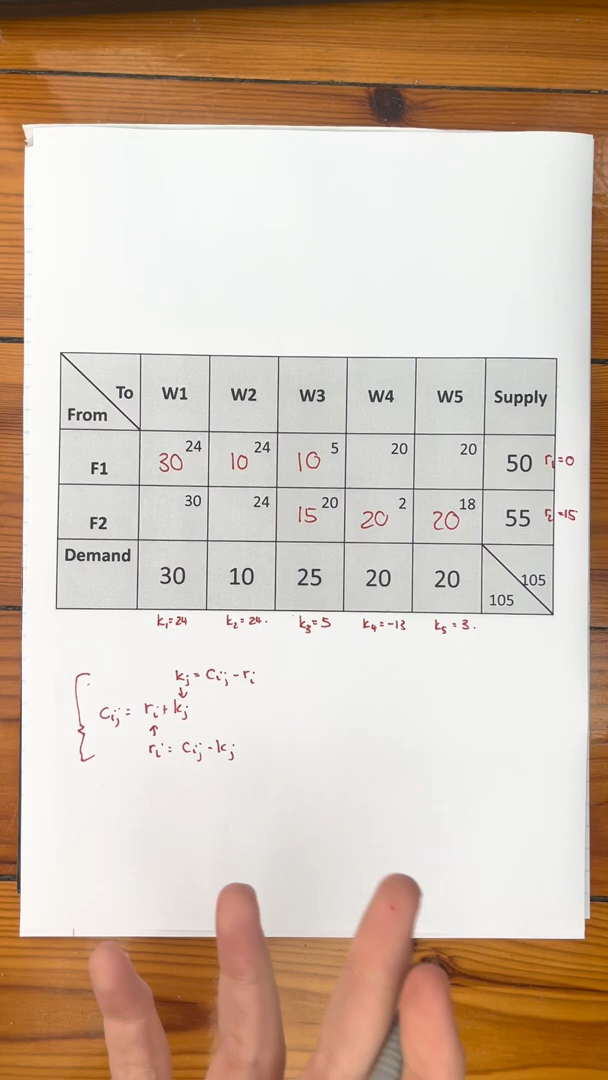 To
From
W1 W2 W3 W4 W5 Supply
F1 30 24 10 24 10 5 20 20 50 r₁=0
F2 30 24 15 20 20 2 20 18 55 r₂=15
Demand 30 10 25 20 20 105 105
k₁=24 k₂=24. k₃=5 k₄=-13 k₅=3.
kⱼ=Cᵢⱼ-rᵢ
Cᵢⱼ=rᵢ+kⱼ
rᵢ=Cᵢⱼ-kⱼ